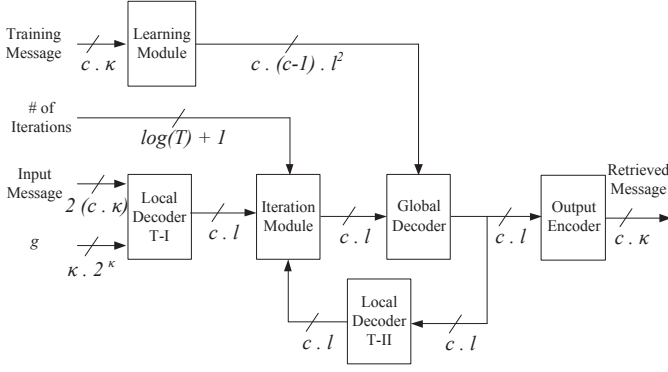 Training
Message
c . κ
Learning
Module
c . (c-1) . l²
# of
Iterations
log(T) + 1
Input
Message
2 (c . κ)
g
κ . 2^κ
Local
Decoder
T-I
c . l
Iteration
Module
c . l
Global
Decoder
c . l
Output
Encoder
Retrieved
Message
c . κ
c . l
Local
Decoder
T-II
c . l